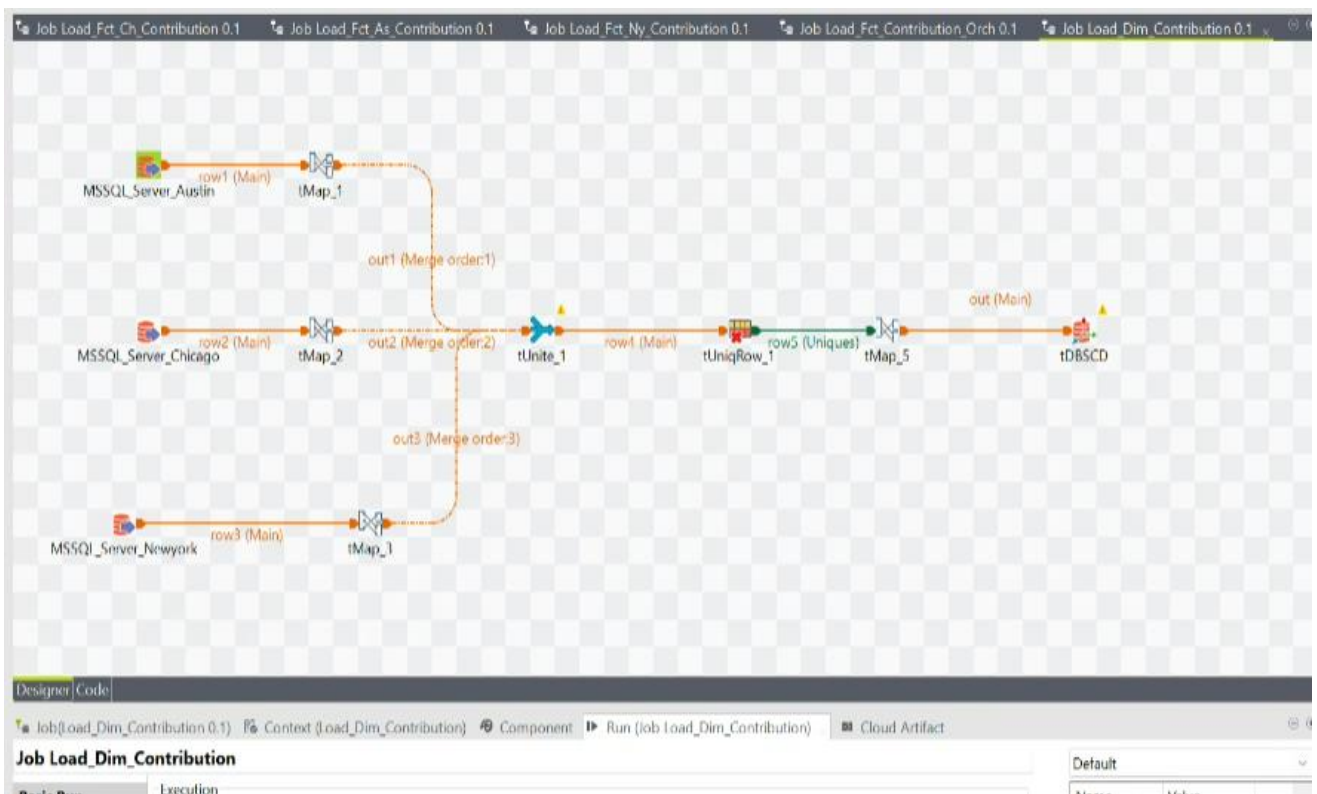 Job Load_Fct_Ch_Contribution 0.1 Job Load_Fct_As_Contribution 0.1 Job Load_Fct_Ny_Contribution 0.1 Job Load_Fct_Contribution_Orch 0.1 Job Load_Dim_Contribution 0.1
row1 (Main)
MSSQL_Server_Austin tMap_1
out1 (Merge order:1)
out (Main)
row2 (Main) out2 (Merge order:2) row4 (Main) row5 (Uniques)
MSSQL_Server_Chicago tMap_2 tUnite_1 tUniqRow_1 tMap_5 tDBSCD
out3 (Merge order:3)
row3 (Main)
MSSQL_Server_Newyork tMap_3
Designer Code
Job(Load_Dim_Contribution 0.1) Context (Load_Dim_Contribution) Component Run (Job Load_Dim_Contribution) Cloud Artifact
Job Load_Dim_Contribution Default
Execution